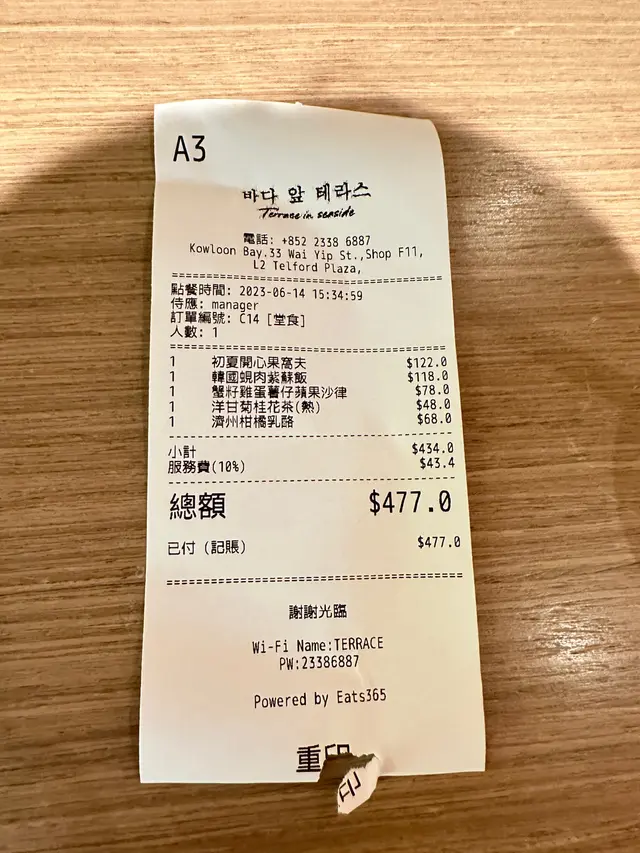 A3
바다 앞 테라스
Terrace in seaside
電話: +852 2338 6887
Kowloon Bay.33 Wai Yip St.,Shop F11,
L2 Telford Plaza,
點餐時間: 2023-06-14 15:34:59
侍應: manager
訂單編號: C14 [堂食]
人數: 1
1 初夏開心果窩夫 $122.0
1 韓國蜆肉紫蘇飯 $118.0
1 蟹籽雞蛋薯仔蘋果沙律 $78.0
1 洋甘菊桂花茶(熱) $48.0
1 濟州柑橘乳酪 $68.0
小計 $434.0
服務費(10%) $43.4
總額 $477.0
已付 (記賬) $477.0
謝謝光臨
Wi-Fi Name:TERRACE
PW:23386887
Powered by Eats365
重印